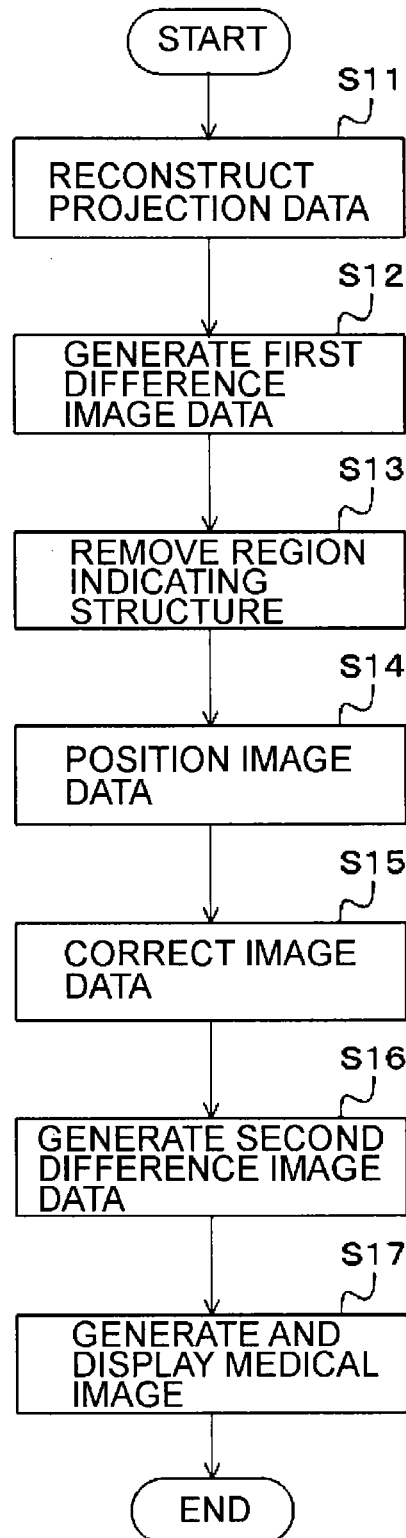 START
S11
RECONSTRUCT
PROJECTION DATA
S12
GENERATE FIRST
DIFFERENCE
IMAGE DATA
S13
REMOVE REGION
INDICATING
STRUCTURE
S14
POSITION IMAGE
DATA
S15
CORRECT IMAGE
DATA
S16
GENERATE SECOND
DIFFERENCE IMAGE
DATA
S17
GENERATE AND
DISPLAY MEDICAL
IMAGE
END